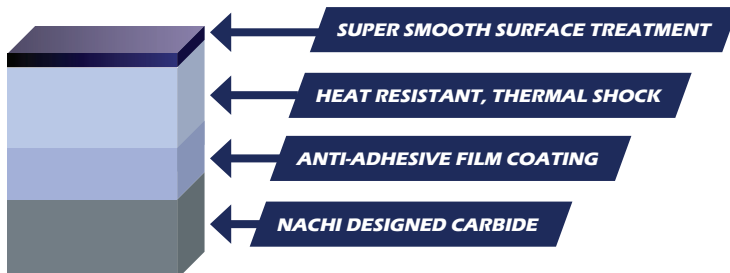 SUPER SMOOTH SURFACE TREATMENT
HEAT RESISTANT, THERMAL SHOCK
ANTI-ADHESIVE FILM COATING
NACHI DESIGNED CARBIDE